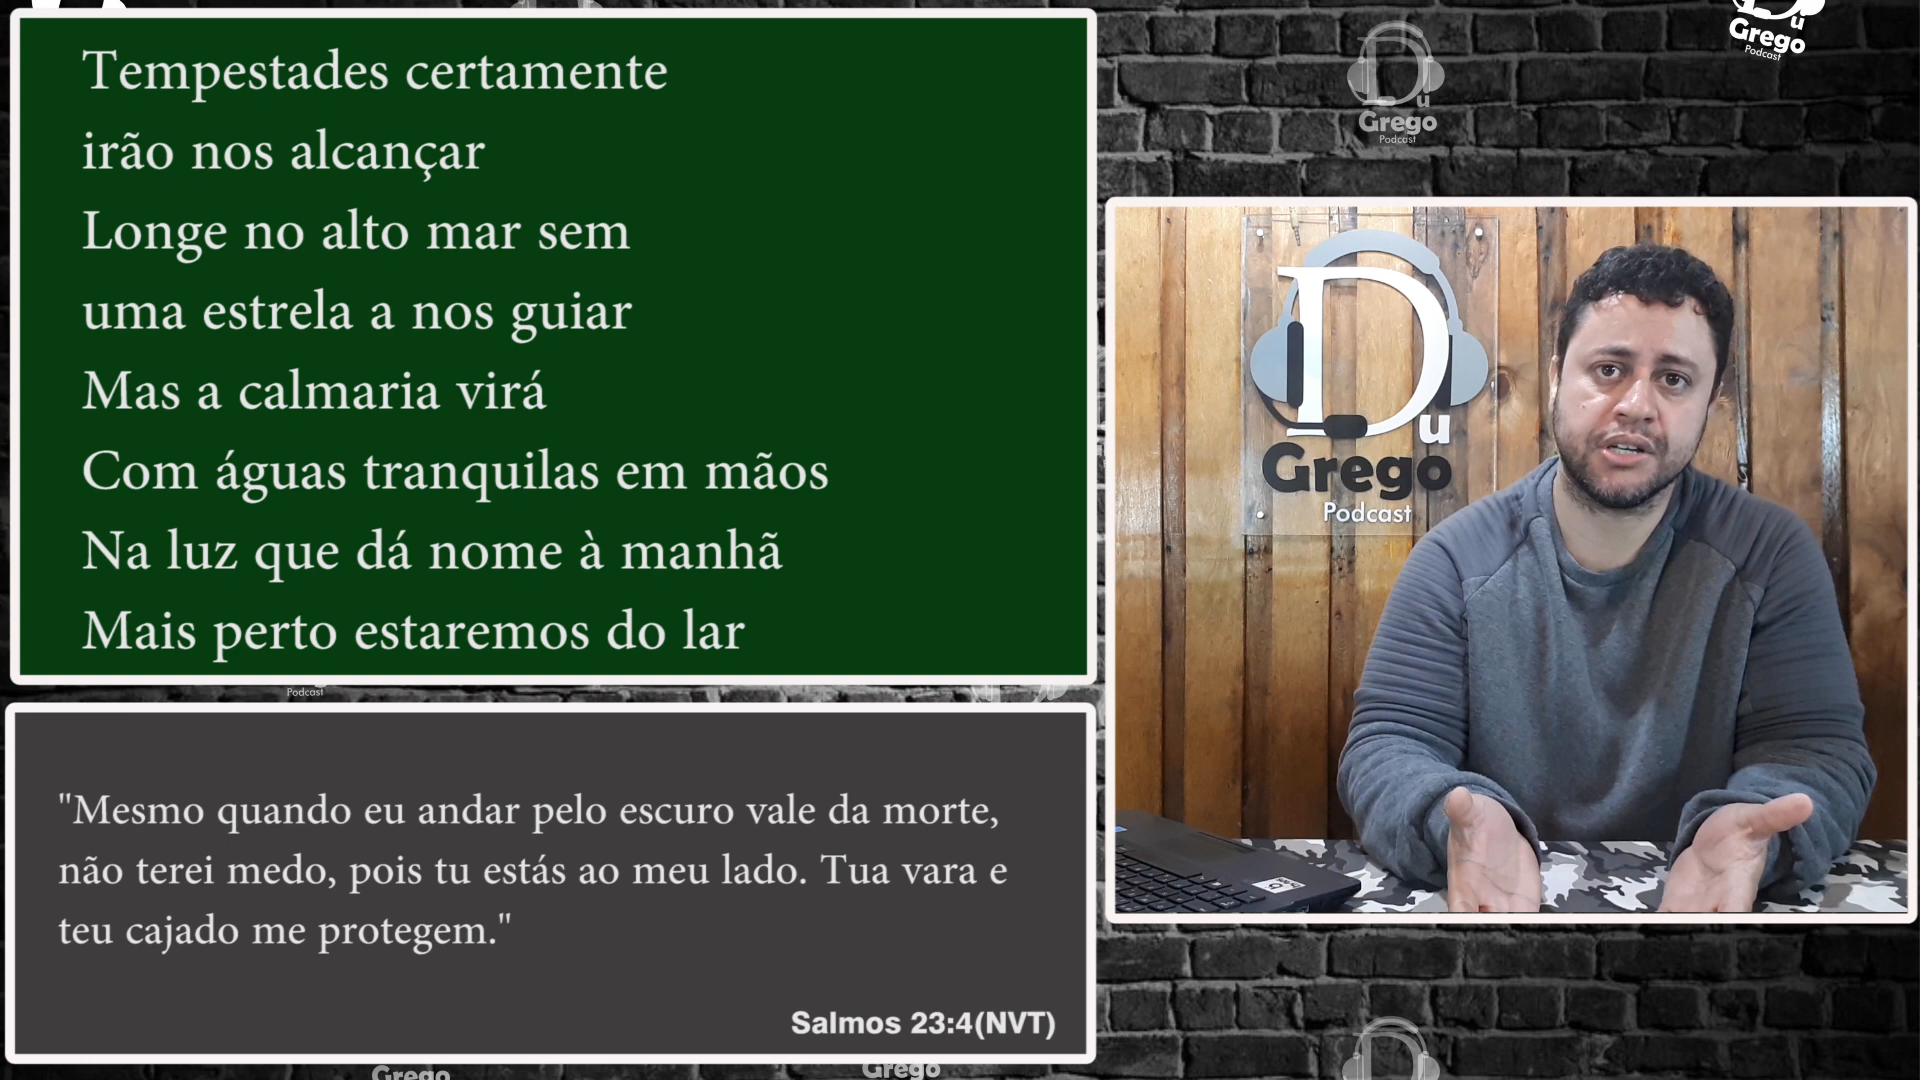 Tempestades certamente
irão nos alcançar
Longe no alto mar sem
uma estrela a nos guiar
Mas a calmaria virá
Com águas tranquilas em mãos
Na luz que dá nome à manhã
Mais perto estaremos do lar
"Mesmo quando eu andar pelo escuro vale da morte,
não terei medo, pois tu estás ao meu lado. Tua vara e
teu cajado me protegem."
Salmos 23:4(NVT)
Du
Grego
Podcast
Du
Grego
Podcast
Du
Grego
Podcast
Podcast
Grego
Grego